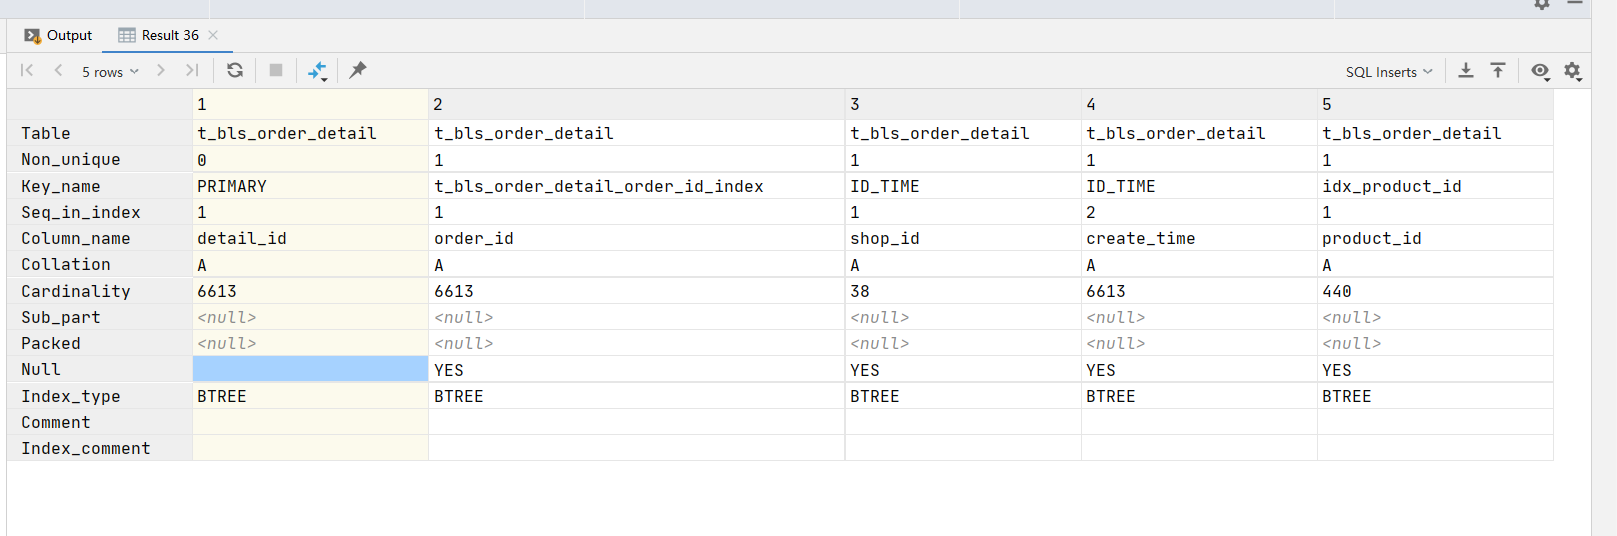 Output Result 36
5 rows SQL Inserts
1 2 3 4 5
Table t_bls_order_detail t_bls_order_detail t_bls_order_detail t_bls_order_detail t_bls_order_detail
Non_unique 0 1 1 1 1
Key_name PRIMARY t_bls_order_detail_order_id_index ID_TIME ID_TIME idx_product_id
Seq_in_index 1 1 1 2 1
Column_name detail_id order_id shop_id create_time product_id
Collation A A A A A
Cardinality 6613 6613 38 6613 440
Sub_part <null> <null> <null> <null> <null>
Packed <null> <null> <null> <null> <null>
Null YES YES YES YES
Index_type BTREE BTREE BTREE BTREE BTREE
Comment
Index_comment